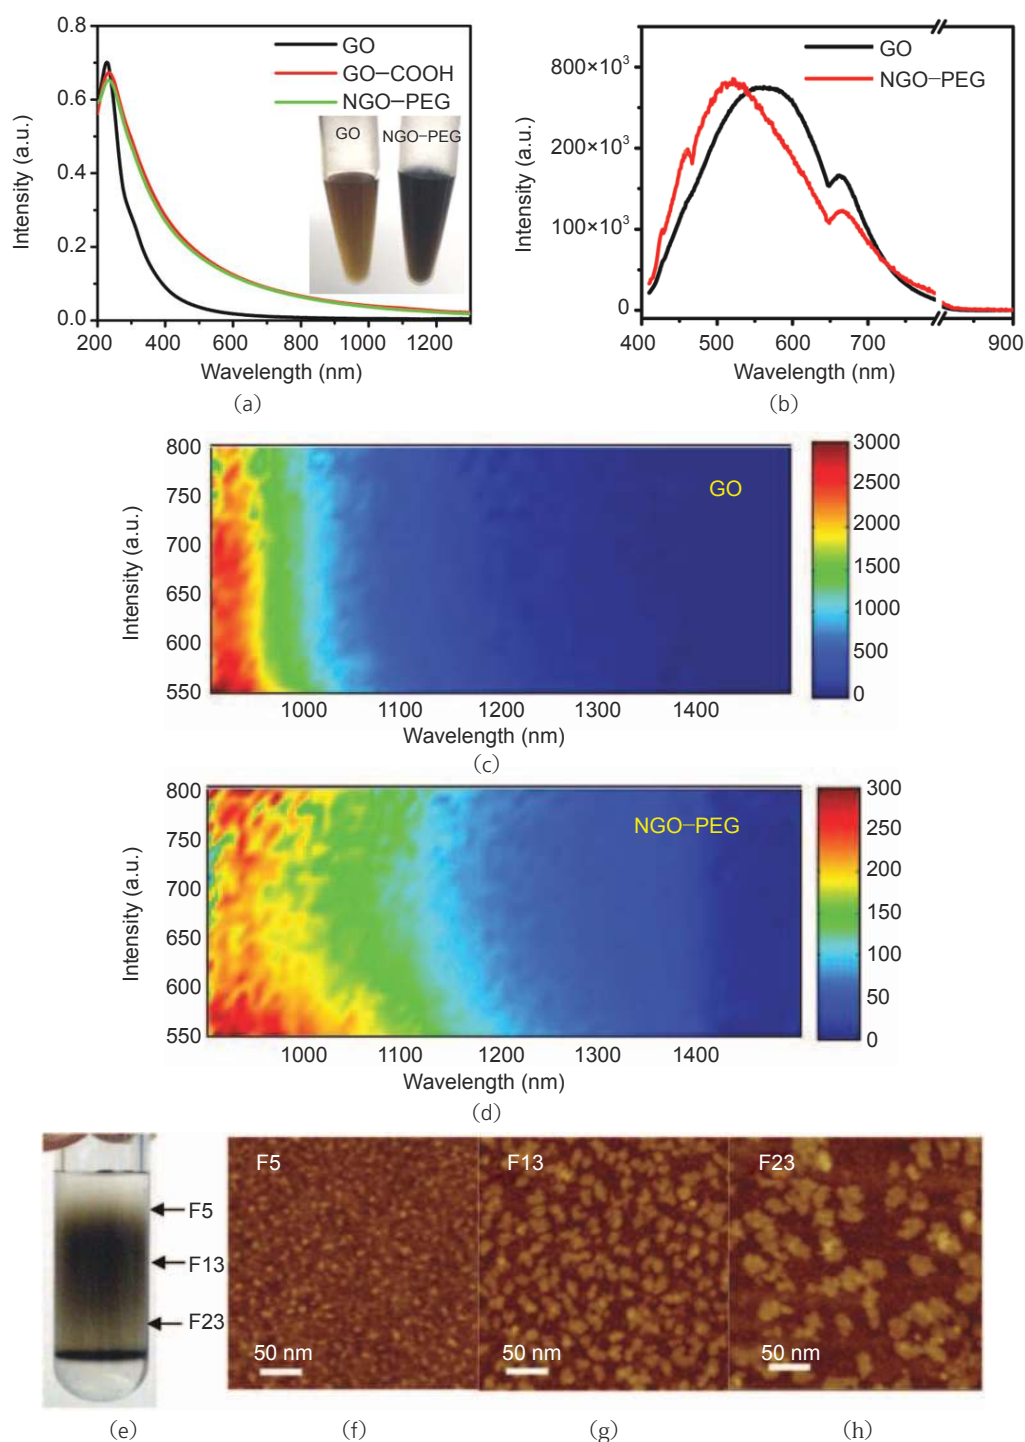 0.8
0.6
0.4
0.2
0.0
Intensity (a.u.)
GO
GO–COOH
NGO–PEG
GO
NGO–PEG
200 400 600 800 1000 1200
Wavelength (nm)
(a)
800×10³
200×10³
100×10³
0
Intensity (a.u.)
GO
NGO–PEG
400 500 600 700 900
Wavelength (nm)
(b)
800
750
700
650
600
550
Intensity (a.u.)
GO
3000
2500
2000
1500
1000
500
0
1000 1100 1200 1300 1400
Wavelength (nm)
(c)
800
750
700
650
600
550
Intensity (a.u.)
NGO–PEG
300
250
200
150
100
50
0
1000 1100 1200 1300 1400
Wavelength (nm)
(d)
F5
F13
F23
(e)
F5
50 nm
(f)
F13
50 nm
(g)
F23
50 nm
(h)